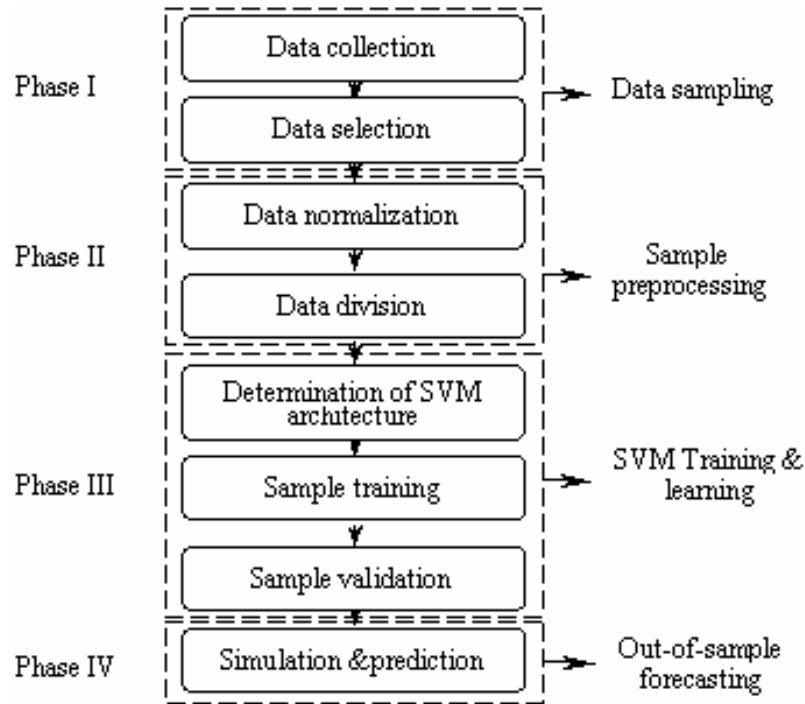 Data collection
Phase I
Data sampling
Data selection
Data normalization
Phase II
Sample
preprocessing
Data division
Determination of SVM
architecture
Phase III
Sample training
SVM Training &
learning
Sample validation
Phase IV
Simulation &prediction
Out-of-sample
forecasting